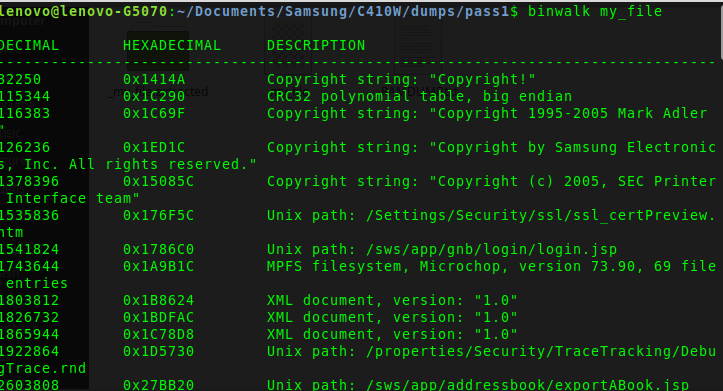 lenovo@lenovo-G5070:~/Documents/Samsung/C410W/dumps/pass1$ binwalk my_file
DECIMAL HEXADECIMAL DESCRIPTION
--------------------------------------------------------------------------------
82250 0x1414A Copyright string: "Copyright!"
115344 0x1C290 CRC32 polynomial table, big endian
116383 0x1C69F Copyright string: "Copyright 1995-2005 Mark Adler
"
126236 0x1ED1C Copyright string: "Copyright by Samsung Electronic
s, Inc. All rights reserved."
1378396 0x15085C Copyright string: "Copyright (c) 2005, SEC Printer
Interface team"
1535836 0x176F5C Unix path: /Settings/Security/ssl/ssl_certPreview.
htm
1541824 0x1786C0 Unix path: /sws/app/gnb/login/login.jsp
1743644 0x1A9B1C MPFS filesystem, Microchop, version 73.90, 69 file
entries
1803812 0x1B8624 XML document, version: "1.0"
1826732 0x1BDFAC XML document, version: "1.0"
1865944 0x1C78D8 XML document, version: "1.0"
1922864 0x1D5730 Unix path: /properties/Security/TraceTracking/Debu
gTrace.rnd
2603808 0x27BB20 Unix path: /sws/app/addressbook/exportABook.jsp